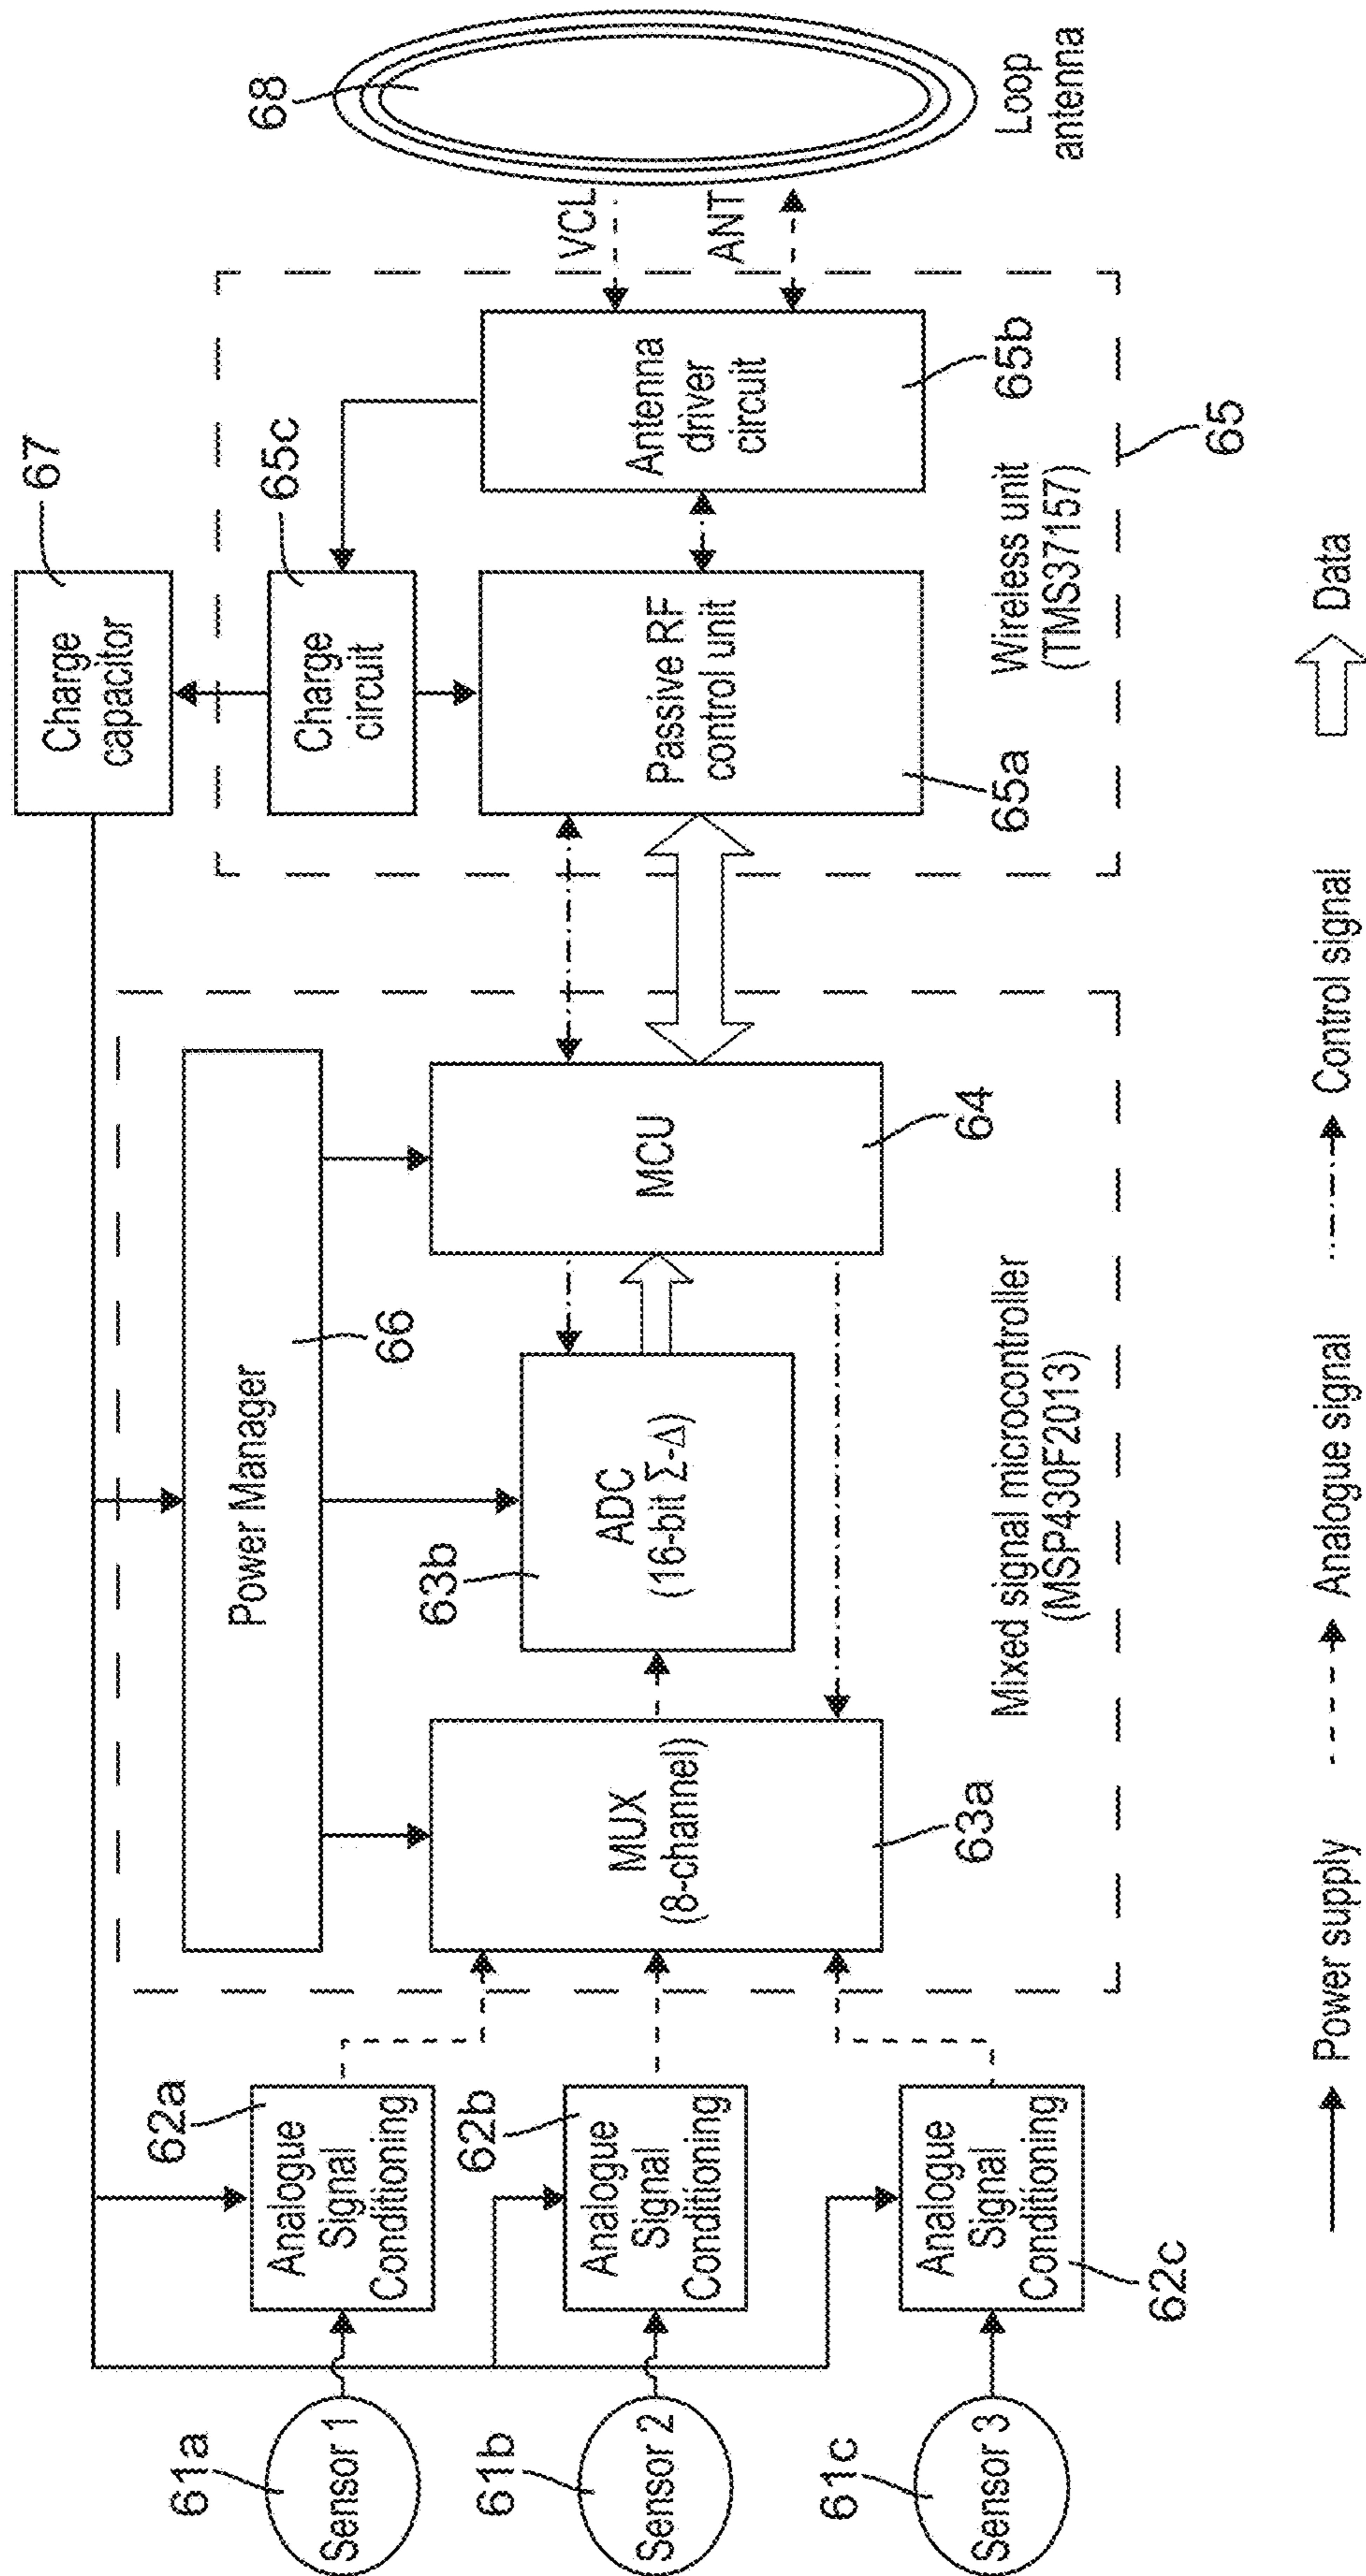 67
Charge
capacitor
65c
Charge
circuit
68
VCL
ANT
Loop
antenna
Antenna
driver
circuit
65b
Passive RF
control unit
65a
Wireless unit
(TMS37157)
65
Power Manager
66
MCU
64
63b
ADC
(16-bit Σ-Δ)
MUX
(8-channel)
63a
Mixed signal microcontroller
(MSP430F2013)
62a
Analogue
Signal
Conditioning
62b
Analogue
Signal
Conditioning
Analogue
Signal
Conditioning
62c
61a
Sensor 1
61b
Sensor 2
61c
Sensor 3
Power supply
Analogue signal
Control signal
Data